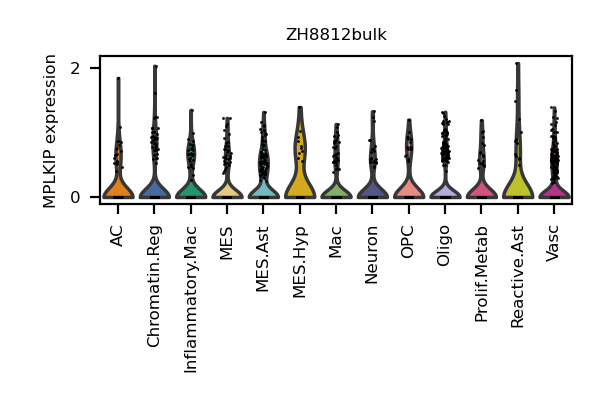 ZH8812bulk
MPLKIP expression
2
0
AC
Chromatin.Reg
Inflammatory.Mac
MES
MES.Ast
MES.Hyp
Mac
Neuron
OPC
Oligo
Prolif.Metab
Reactive.Ast
Vasc